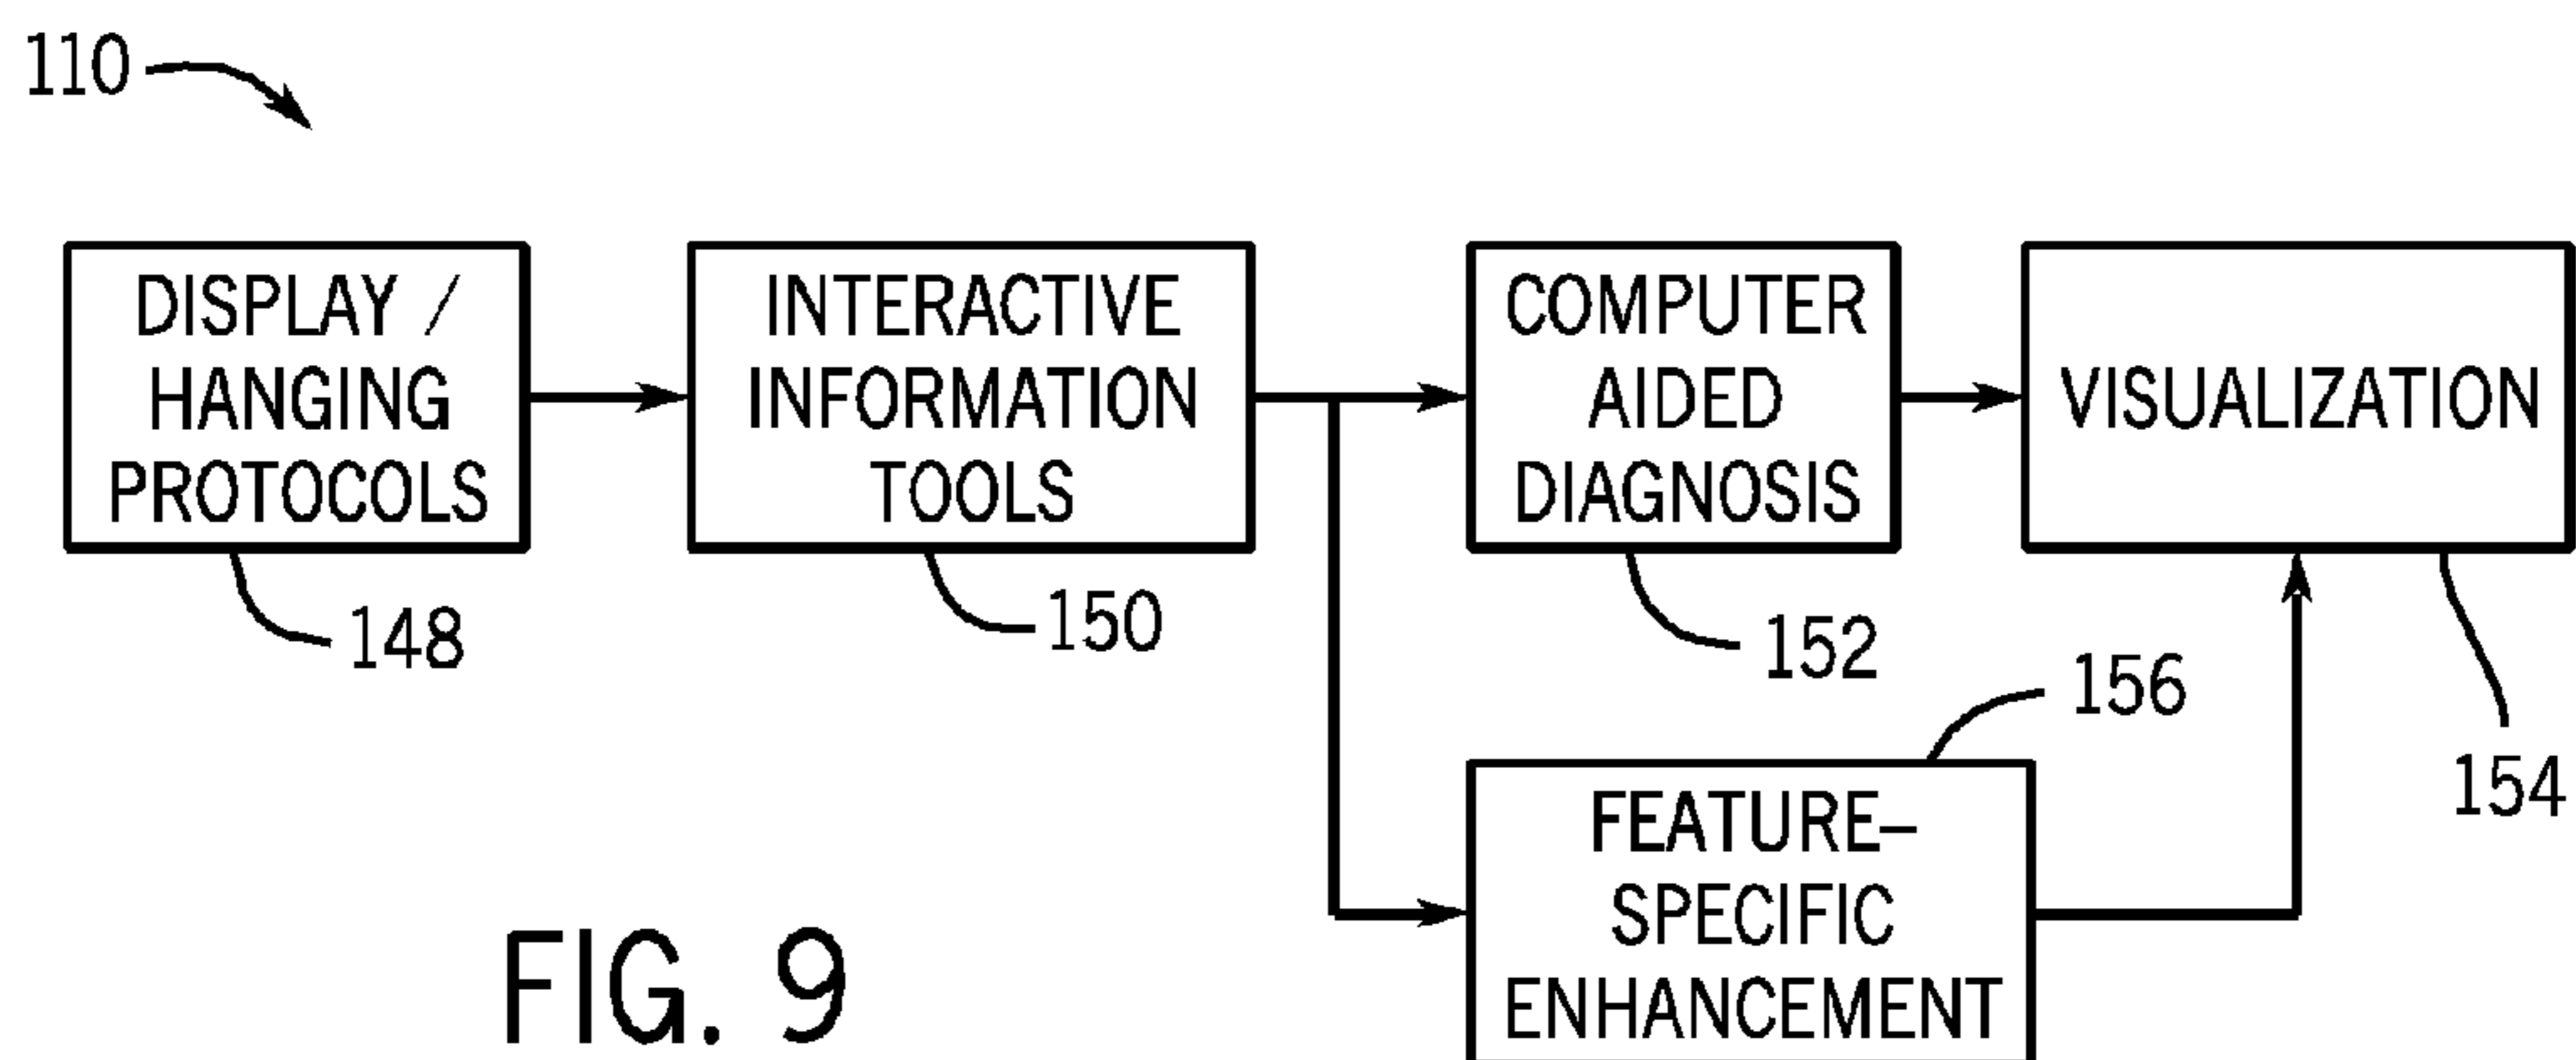 110
DISPLAY /
HANGING
PROTOCOLS
148
INTERACTIVE
INFORMATION
TOOLS
150
COMPUTER
AIDED
DIAGNOSIS
152
VISUALIZATION
154
156
FEATURE–
SPECIFIC
ENHANCEMENT
FIG. 9